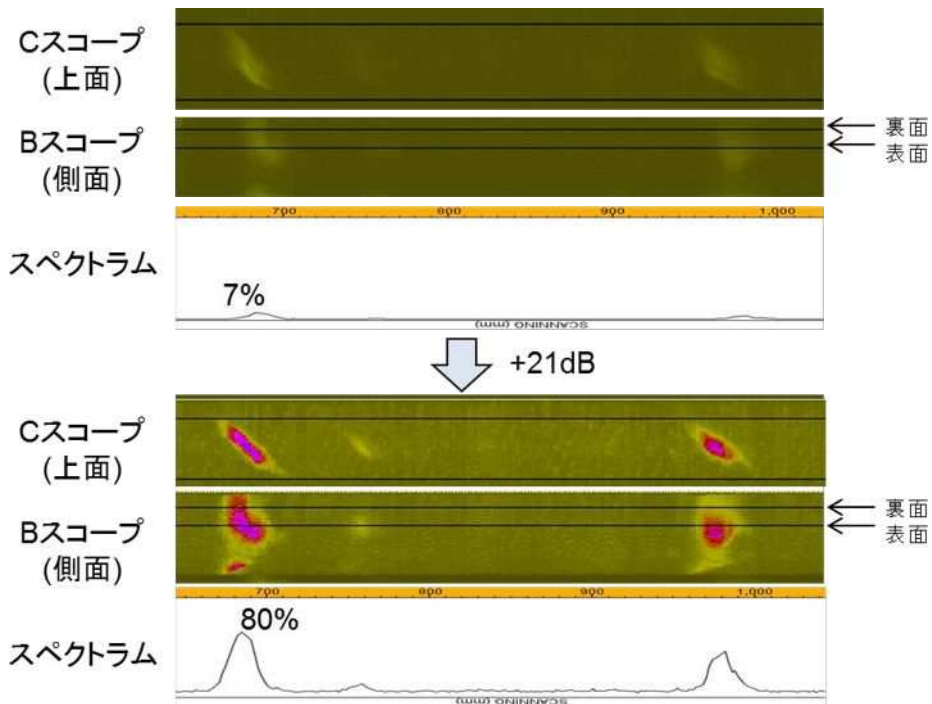 Cスコープ
(上面)
Bスコープ
(側面)
裏面
表面
700 800 900 1,000
スペクトラム
7%
SCANNING (mm)
+21dB
Cスコープ
(上面)
Bスコープ
(側面)
裏面
表面
700 800 900 1,000
スペクトラム
80%
SCANNING (mm)